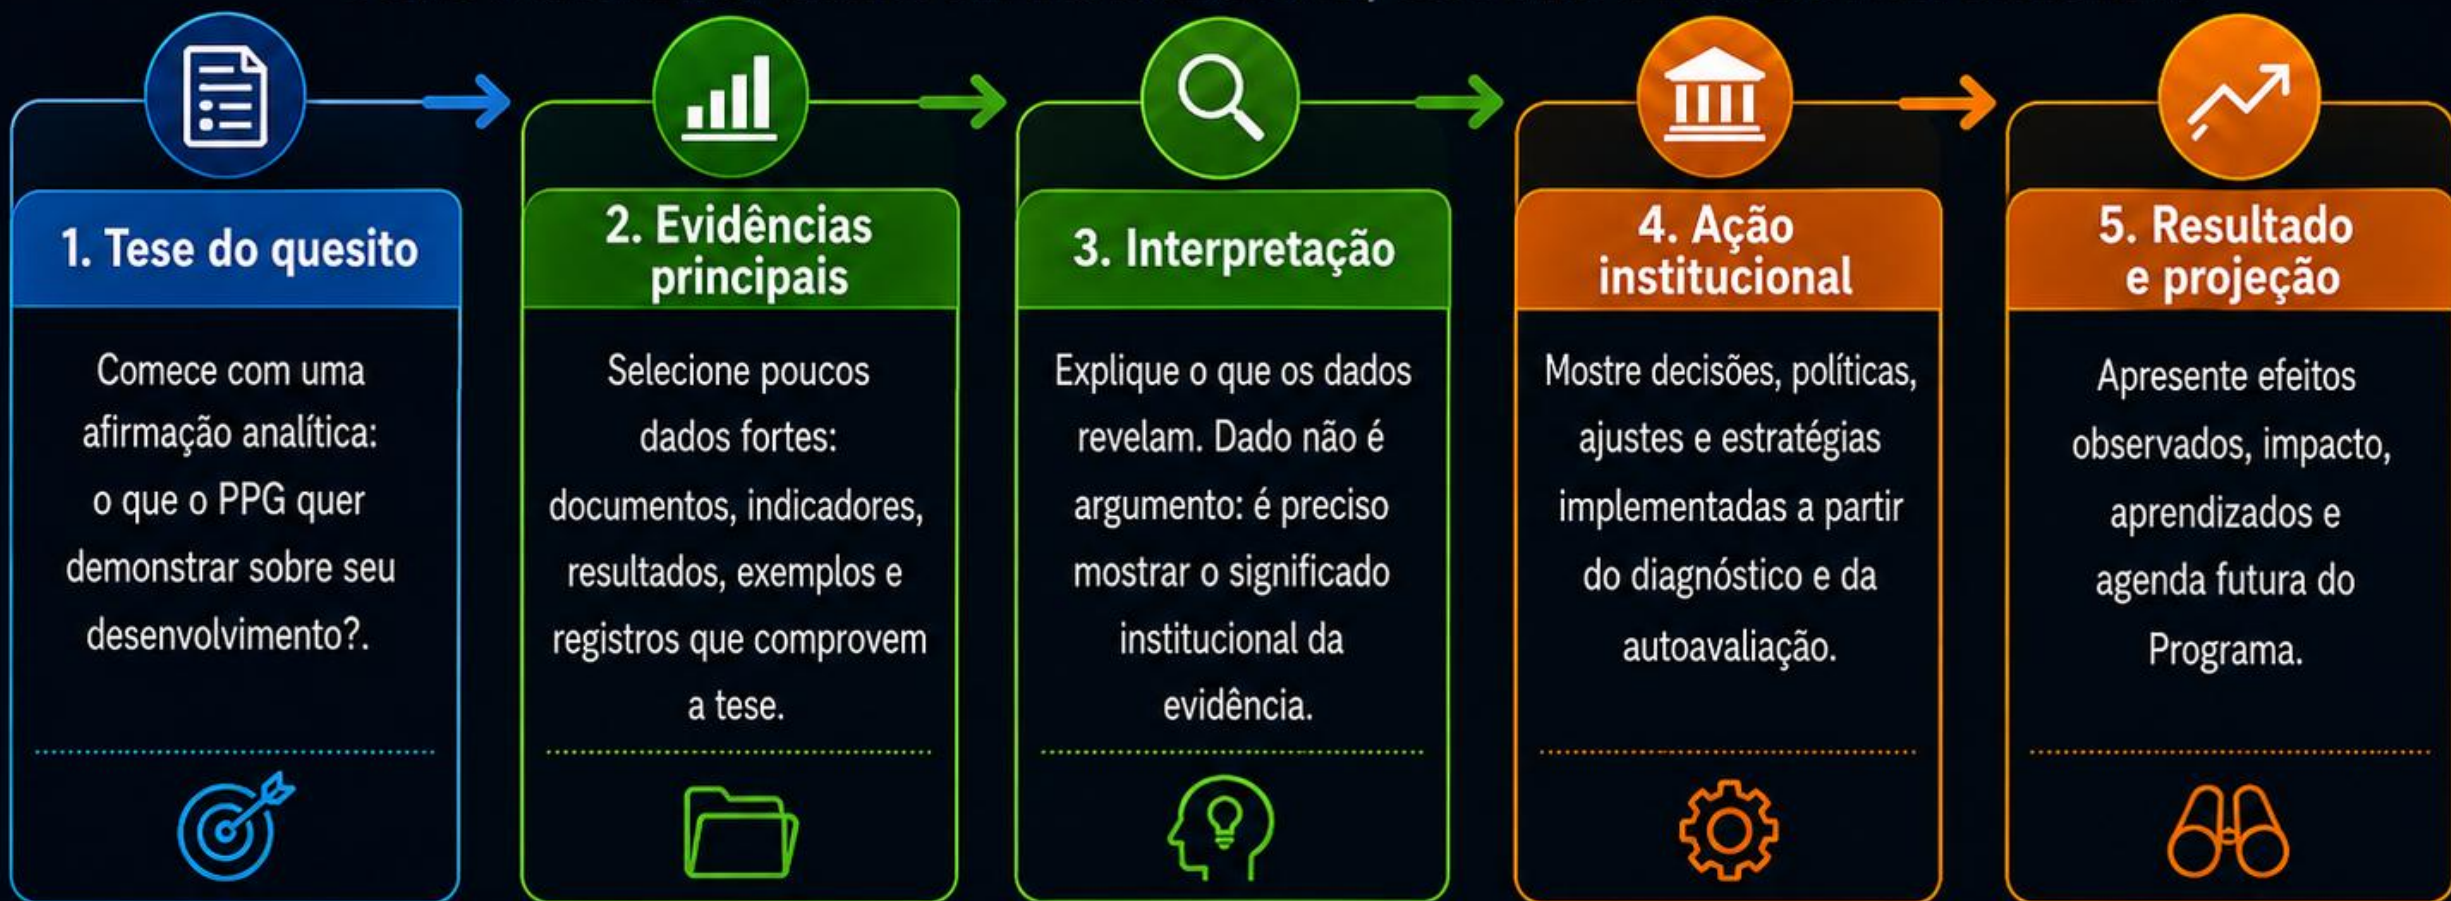 1. Tese do quesito
Comece com uma
afirmação analítica:
o que o PPG quer
demonstrar sobre seu
desenvolvimento?.
2. Evidências
principais
Selecione poucos
dados fortes:
documentos, indicadores,
resultados, exemplos e
registros que comprovem
a tese.
3. Interpretação
Explique o que os dados
revelam. Dado não é
argumento: é preciso
mostrar o significado
institucional da
evidência.
4. Ação
institucional
Mostre decisões, políticas,
ajustes e estratégias
implementadas a partir
do diagnóstico e da
autoavaliação.
5. Resultado
e projeção
Apresente efeitos
observados, impacto,
aprendizados e
agenda futura do
Programa.